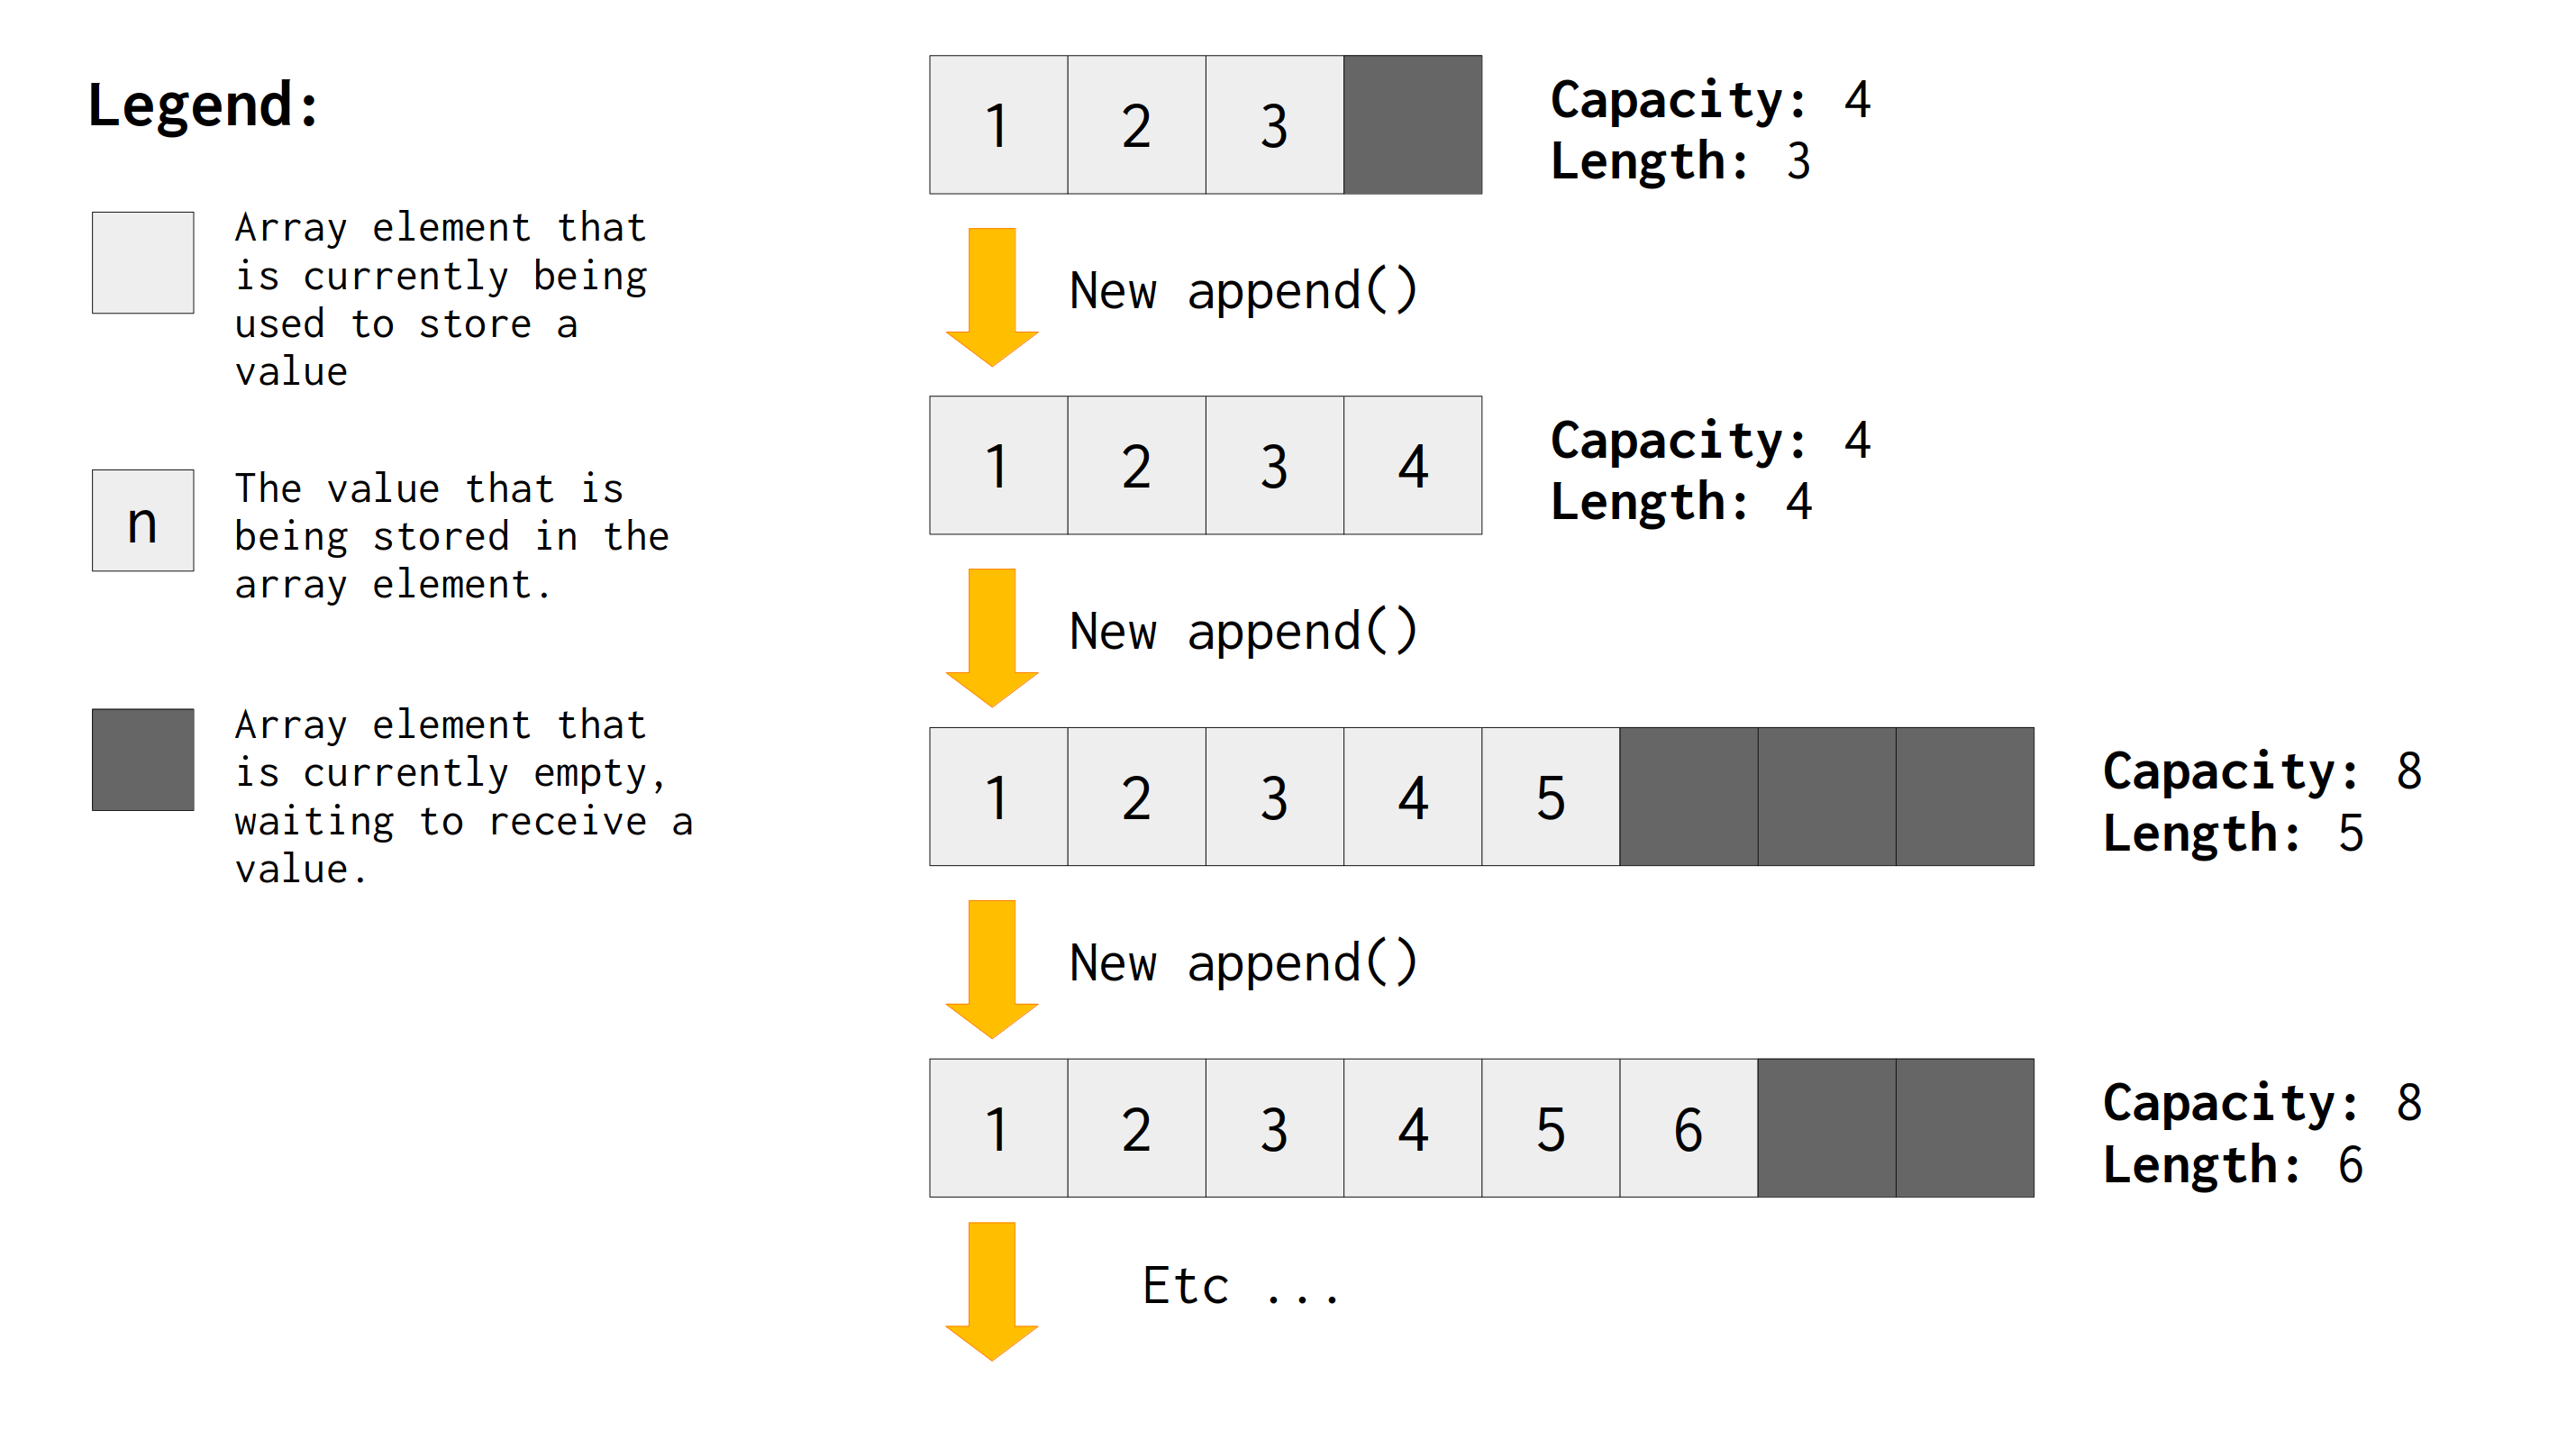 Legend:
Array element that
is currently being
used to store a
value
n
The value that is
being stored in the
array element.
Array element that
is currently empty,
waiting to receive a
value.
1 2 3
Capacity: 4
Length: 3
New append()
1 2 3 4
Capacity: 4
Length: 4
New append()
1 2 3 4 5
Capacity: 8
Length: 5
New append()
1 2 3 4 5 6
Capacity: 8
Length: 6
Etc ...